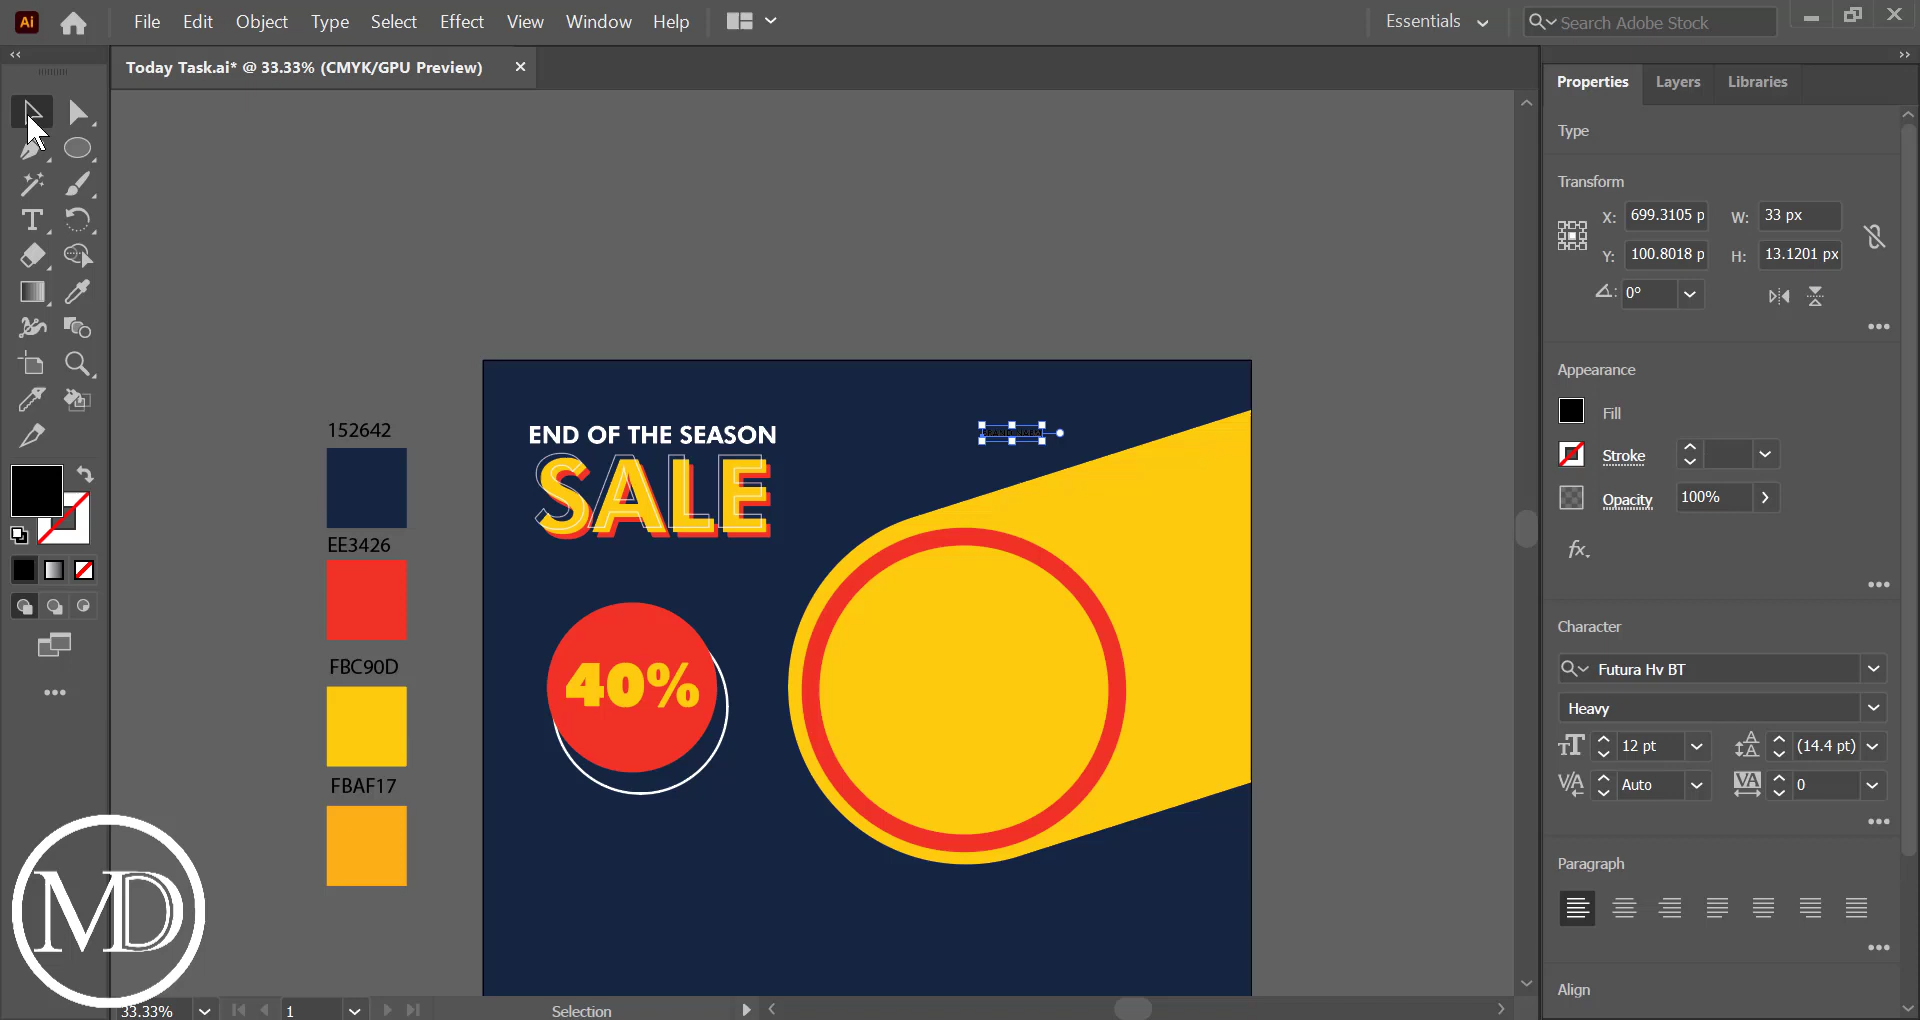 Ai File Edit Object Type Select Effect View Window Help Essentials Search Adobe Stock
Today Task.ai* @ 33.33% (CMYK/GPU Preview)
Properties Layers Libraries
Type
Transform
X: 699.3105 p W: 33 px
Y: 100.8018 p H: 13.1201 px
0°
Appearance
Fill
Stroke
Opacity 100%
fx.
Character
Futura Hv BT
Heavy
12 pt (14.4 pt)
Auto 0
Paragraph
Align
152642
EE3426
FBC90D
FBAF17
END OF THE SEASON
SALE
40%
MD
33.33% 1 Selection